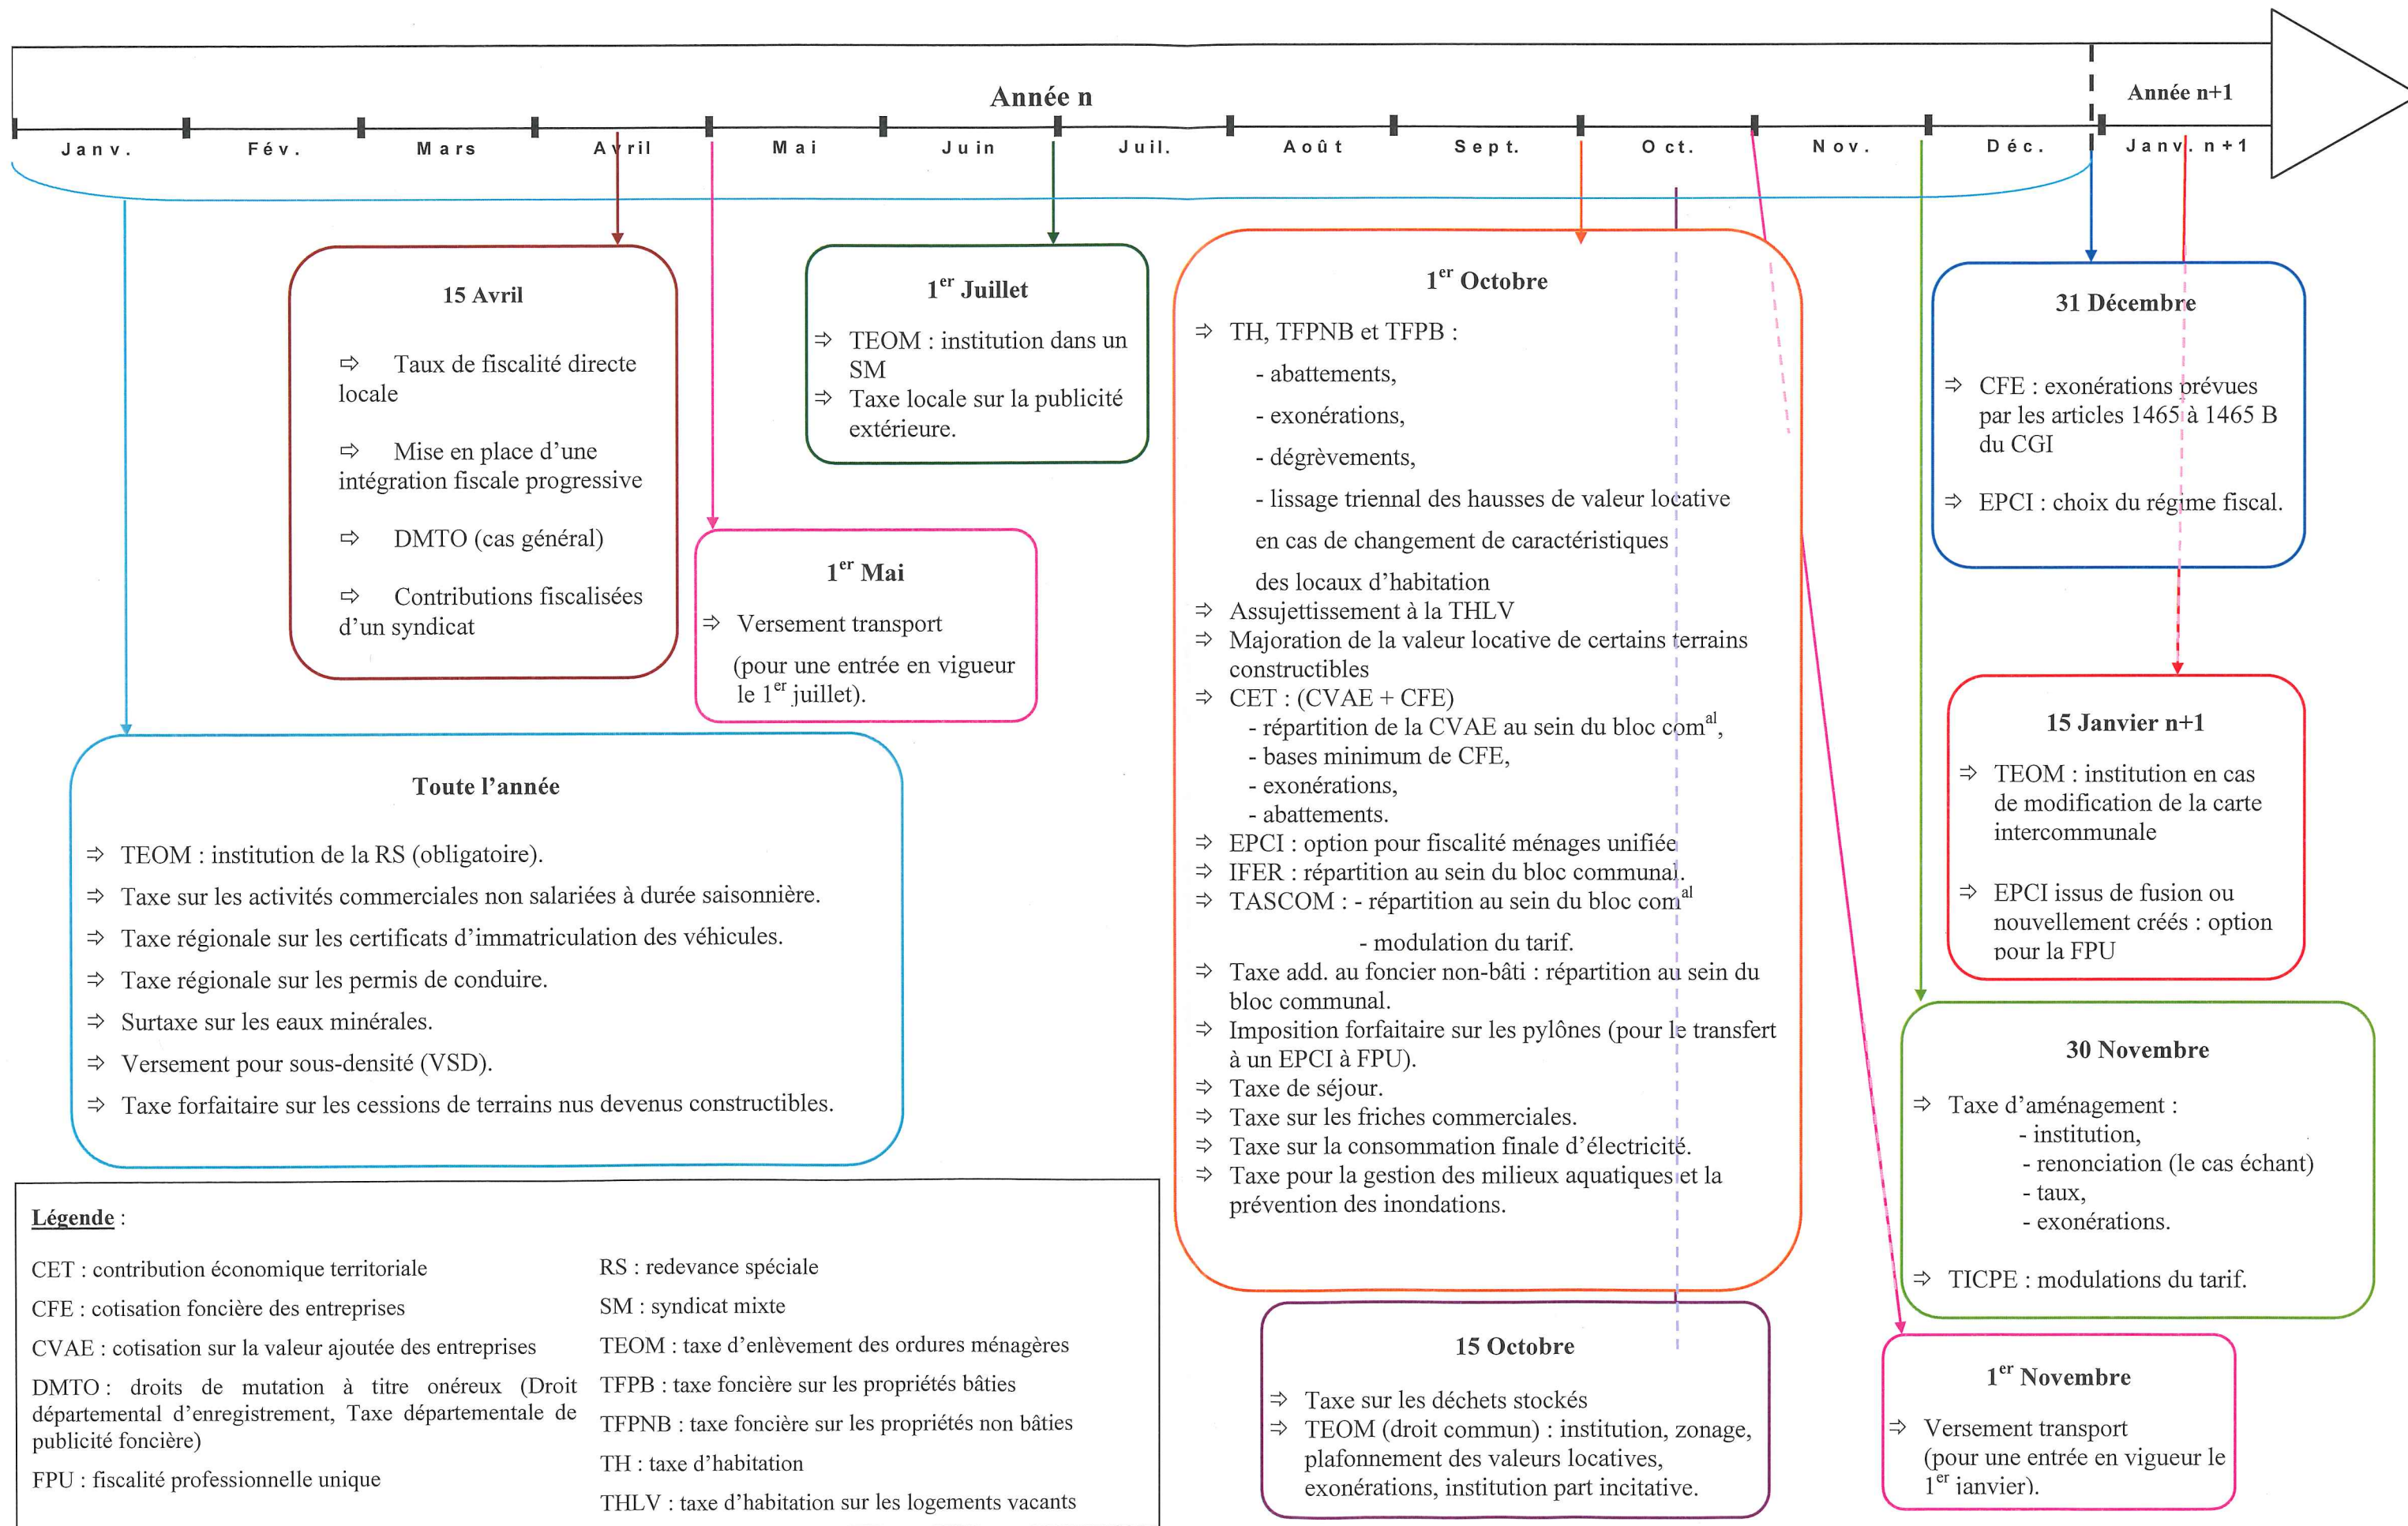 Année n
Année n+1
Janv.
Fév.
Mars
Avril
Mai
Juin
Juil.
Août
Sept.
Oct.
Nov.
Déc.
Janv. n+1
15 Avril
⇨ Taux de fiscalité directe
locale
⇨ Mise en place d’une
intégration fiscale progressive
⇨ DMTO (cas général)
⇨ Contributions fiscalisées
d’un syndicat
1er Mai
⇒ Versement transport
(pour une entrée en vigueur
le 1er juillet).
1er Juillet
⇒ TEOM : institution dans un
SM
⇒ Taxe locale sur la publicité
extérieure.
Toute l’année
⇒ TEOM : institution de la RS (obligatoire).
⇒ Taxe sur les activités commerciales non salariées à durée saisonnière.
⇒ Taxe régionale sur les certificats d’immatriculation des véhicules.
⇒ Taxe régionale sur les permis de conduire.
⇒ Surtaxe sur les eaux minérales.
⇒ Versement pour sous-densité (VSD).
⇒ Taxe forfaitaire sur les cessions de terrains nus devenus constructibles.
1er Octobre
⇒ TH, TFPNB et TFPB :
- abattements,
- exonérations,
- dégrèvements,
- lissage triennal des hausses de valeur locative
en cas de changement de caractéristiques
des locaux d’habitation
⇒ Assujettissement à la THLV
⇒ Majoration de la valeur locative de certains terrains
constructibles
⇒ CET : (CVAE + CFE)
- répartition de la CVAE au sein du bloc comal,
- bases minimum de CFE,
- exonérations,
- abattements.
⇒ EPCI : option pour fiscalité ménages unifiée
⇒ IFER : répartition au sein du bloc communal.
⇒ TASCOM : - répartition au sein du bloc comal
- modulation du tarif.
⇒ Taxe add. au foncier non-bâti : répartition au sein du
bloc communal.
⇒ Imposition forfaitaire sur les pylônes (pour le transfert
à un EPCI à FPU).
⇒ Taxe de séjour.
⇒ Taxe sur les friches commerciales.
⇒ Taxe sur la consommation finale d’électricité.
⇒ Taxe pour la gestion des milieux aquatiques et la
prévention des inondations.
15 Octobre
⇒ Taxe sur les déchets stockés
⇒ TEOM (droit commun) : institution, zonage,
plafonnement des valeurs locatives,
exonérations, institution part incitative.
31 Décembre
⇒ CFE : exonérations prévues
par les articles 1465 à 1465 B
du CGI
⇒ EPCI : choix du régime fiscal.
15 Janvier n+1
⇒ TEOM : institution en cas
de modification de la carte
intercommunale
⇒ EPCI issus de fusion ou
nouvellement créés : option
pour la FPU
30 Novembre
⇒ Taxe d’aménagement :
- institution,
- renonciation (le cas échant)
- taux,
- exonérations.
⇒ TICPE : modulations du tarif.
1er Novembre
⇒ Versement transport
(pour une entrée en vigueur le
1er janvier).
Légende :
CET : contribution économique territoriale
CFE : cotisation foncière des entreprises
CVAE : cotisation sur la valeur ajoutée des entreprises
DMTO : droits de mutation à titre onéreux (Droit
départemental d’enregistrement, Taxe départementale de
publicité foncière)
FPU : fiscalité professionnelle unique
RS : redevance spéciale
SM : syndicat mixte
TEOM : taxe d’enlèvement des ordures ménagères
TFPB : taxe foncière sur les propriétés bâties
TFPNB : taxe foncière sur les propriétés non bâties
TH : taxe d’habitation
THLV : taxe d’habitation sur les logements vacants